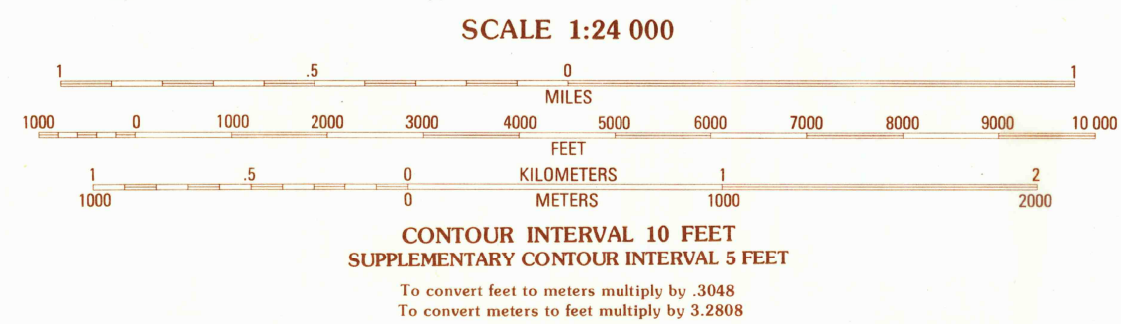 SCALE 1:24 000
1 .5 0 1
MILES
1000 0 1000 2000 3000 4000 5000 6000 7000 8000 9000 10 000
FEET
1 .5 0 KILOMETERS 1 2
1000 0 METERS 1000 2000
CONTOUR INTERVAL 10 FEET
SUPPLEMENTARY CONTOUR INTERVAL 5 FEET
To convert feet to meters multiply by .3048
To convert meters to feet multiply by 3.2808